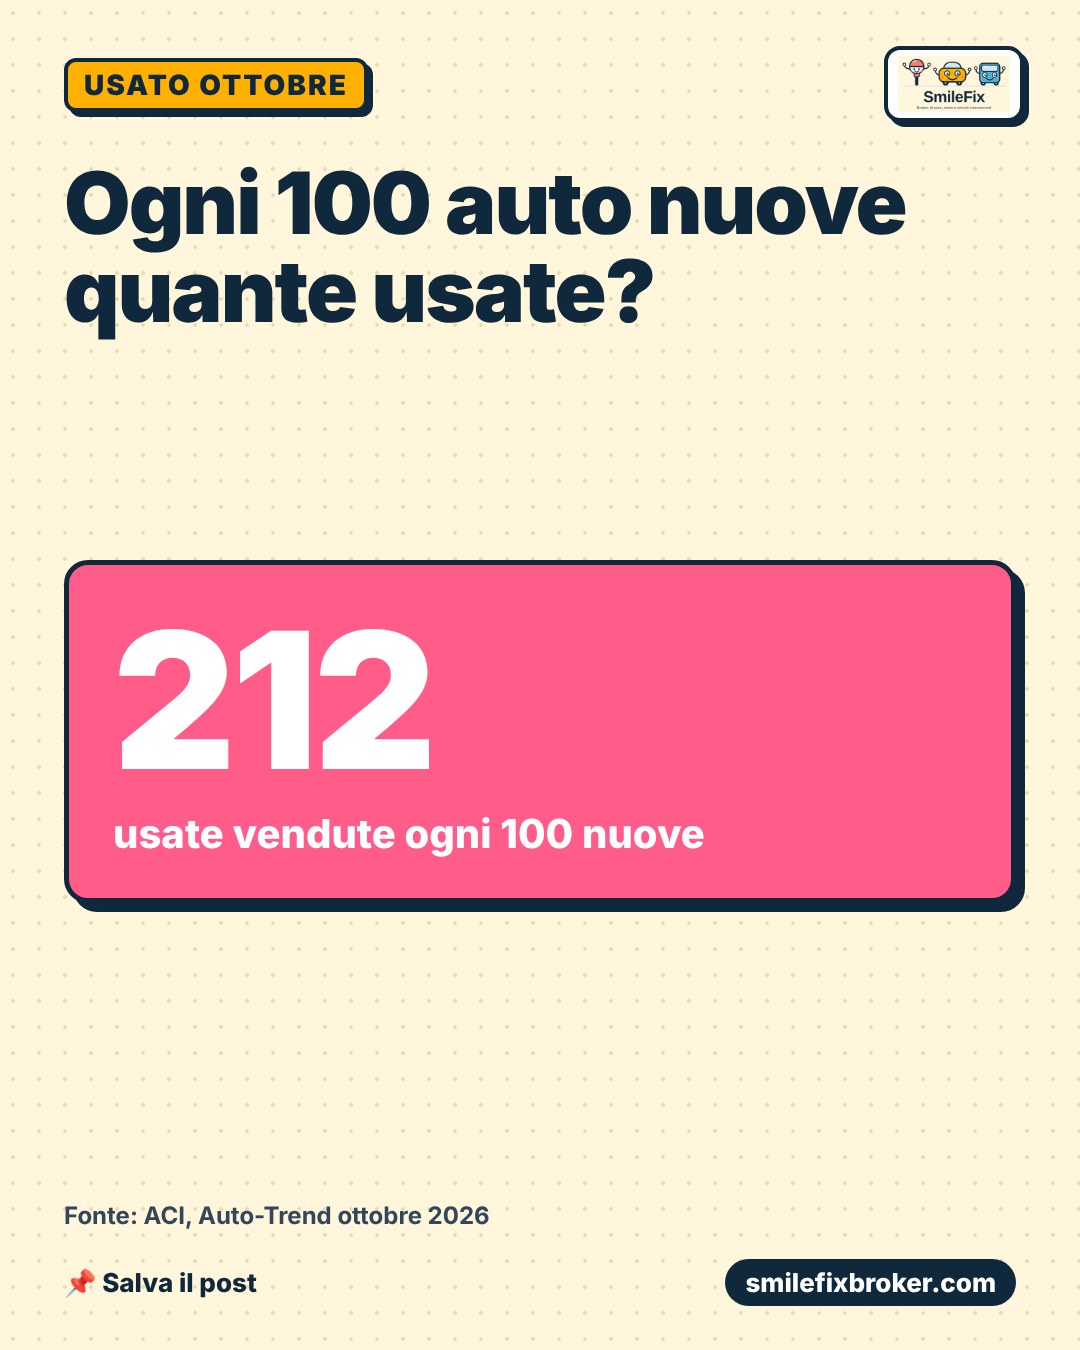 USATO OTTOBRE
SmileFix
Ogni 100 auto nuove
quante usate?
212
usate vendute ogni 100 nuove
Fonte: ACI, Auto-Trend ottobre 2026
Salva il post
smilefixbroker.com